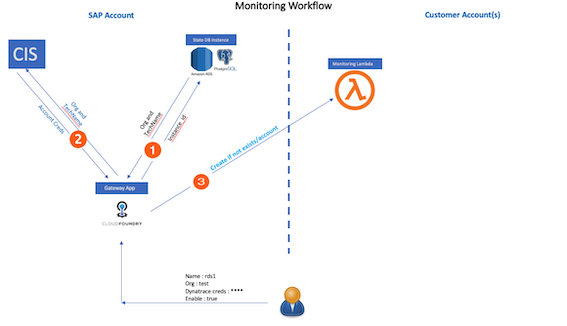 Monitoring Workflow
SAP Account
Customer Account(s)
State DB Instance
CIS
Amazon RDS
PostgreSQL
Monitoring Lambda
λ
Org and
TechName
Account Creds
2
Org and
TechName
1
Instance_id
Create if not exists/account
3
Gateway App
CLOUDFOUNDRY
Name : rds1
Org : test
Dynatrace creds : ****
Enable : true